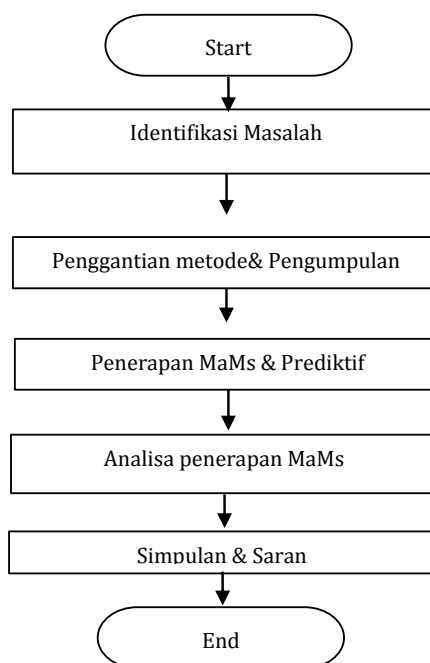 Start
Identifikasi Masalah
Penggantian metode& Pengumpulan
Penerapan MaMs & Prediktif
Analisa penerapan MaMs
Simpulan & Saran
End